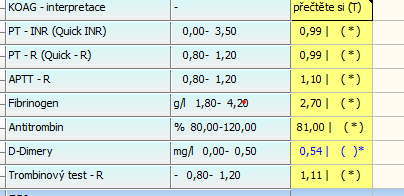 KOAG - interpretace - přečtěte si (T)
PT - INR (Quick INR) 0,00- 3,50 0,99 | (*)
PT - R (Quick - R) 0,80- 1,20 0,99 | (*)
APTT - R 0,80- 1,20 1,10 | (*)
Fibrinogen g/l 1,80- 4,20 2,70 | (*)
Antitrombin % 80,00-120,00 81,00 | (*)
D-Dimery mg/l 0,00- 0,50 0,54 | ( )*
Trombinový test - R - 0,80- 1,20 1,11 | (*)